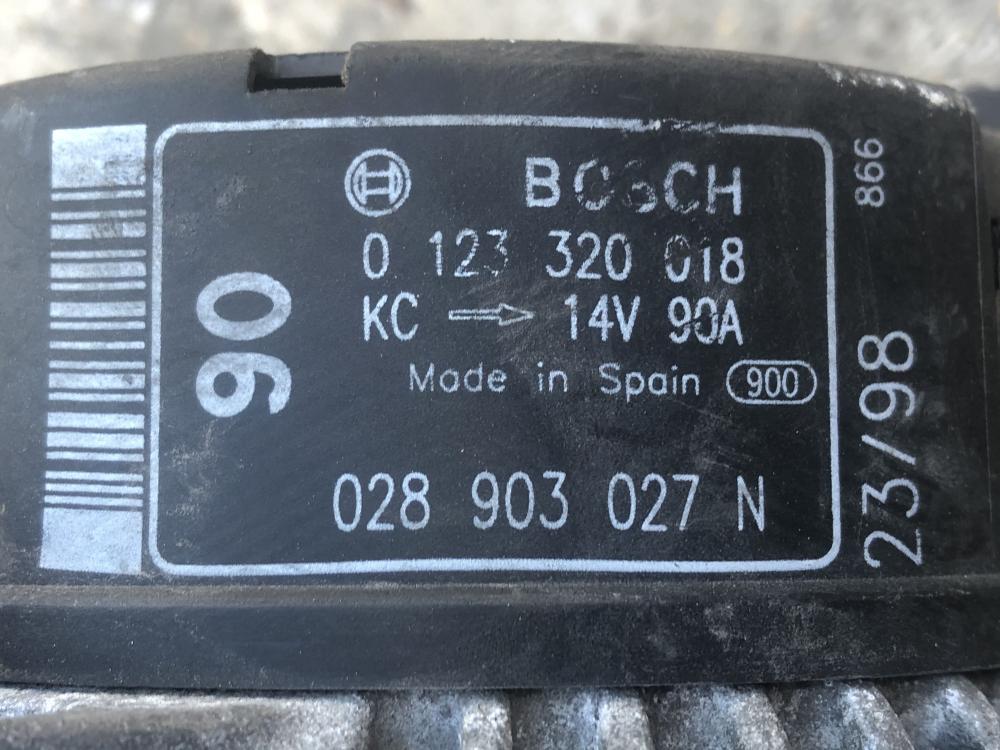 BOSCH
0 123 320 018
KC → 14V 90A
Made in Spain 900
028 903 027 N
90
866
23/98